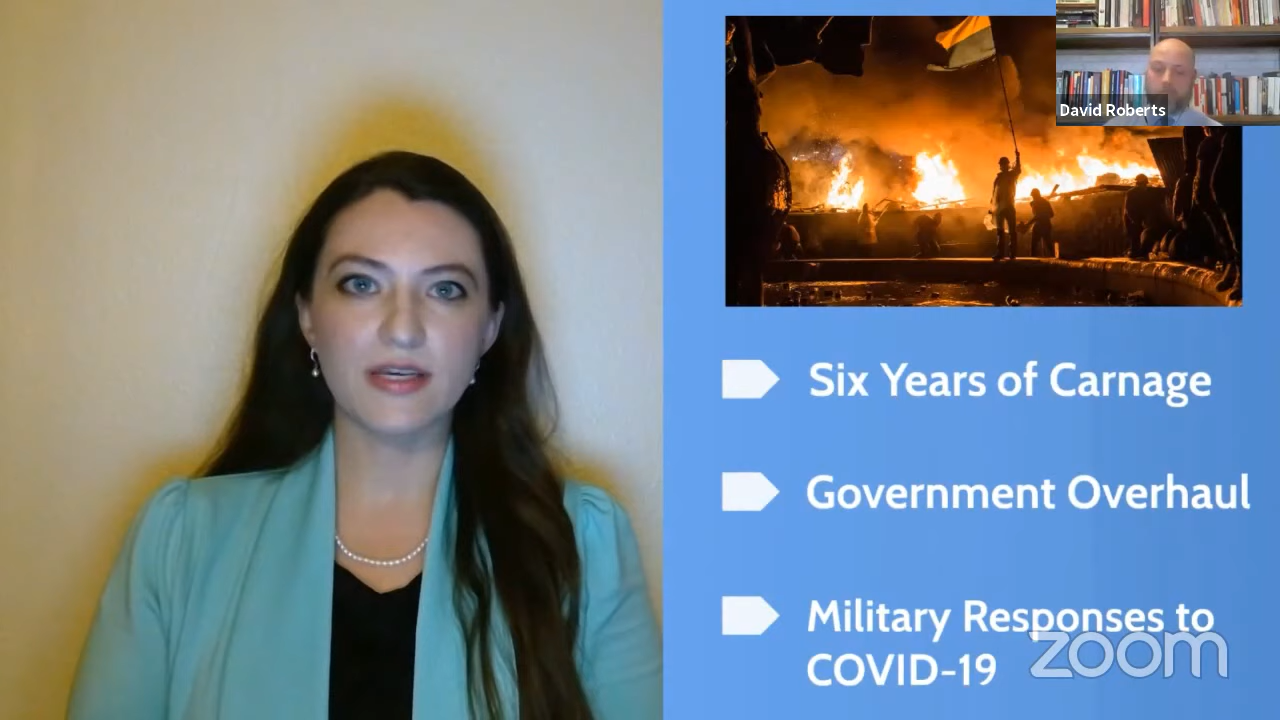 David Roberts
Six Years of Carnage
Government Overhaul
Military Responses to
COVID-19
zoom